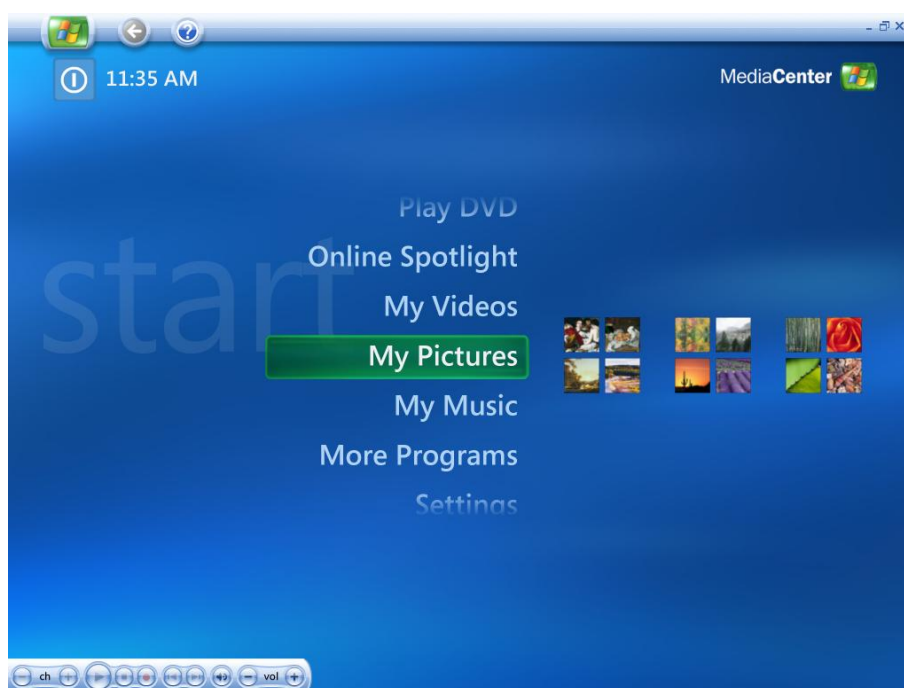 11:35 AM
MediaCenter
start
Play DVD
Online Spotlight
My Videos
My Pictures
My Music
More Programs
Settings
ch
vol